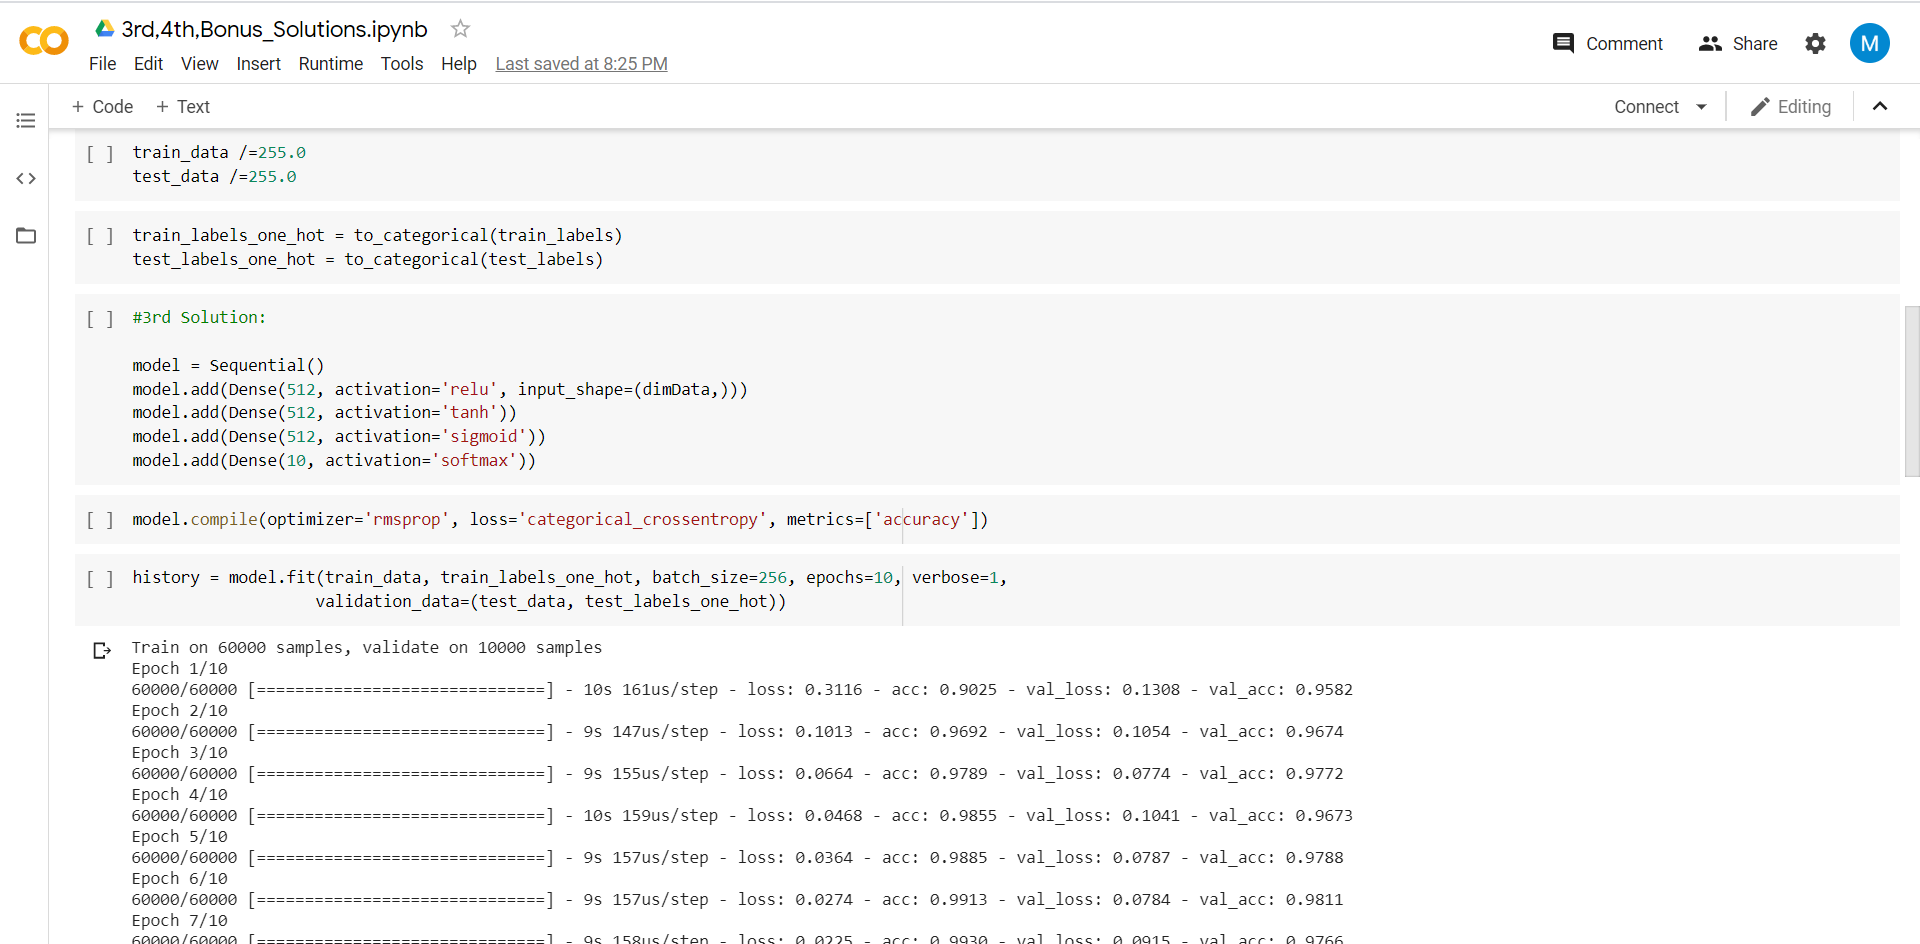 3rd,4th,Bonus_Solutions.ipynb
File Edit View Insert Runtime Tools Help Last saved at 8:25 PM
Comment Share M
+ Code + Text
Connect Editing
[ ] train_data /=255.0
test_data /=255.0
[ ] train_labels_one_hot = to_categorical(train_labels)
test_labels_one_hot = to_categorical(test_labels)
[ ] #3rd Solution:
model = Sequential()
model.add(Dense(512, activation='relu', input_shape=(dimData,)))
model.add(Dense(512, activation='tanh'))
model.add(Dense(512, activation='sigmoid'))
model.add(Dense(10, activation='softmax'))
[ ] model.compile(optimizer='rmsprop', loss='categorical_crossentropy', metrics=['accuracy'])
[ ] history = model.fit(train_data, train_labels_one_hot, batch_size=256, epochs=10, verbose=1,
validation_data=(test_data, test_labels_one_hot))
Train on 60000 samples, validate on 10000 samples
Epoch 1/10
60000/60000 [==============================] - 10s 161us/step - loss: 0.3116 - acc: 0.9025 - val_loss: 0.1308 - val_acc: 0.9582
Epoch 2/10
60000/60000 [==============================] - 9s 147us/step - loss: 0.1013 - acc: 0.9692 - val_loss: 0.1054 - val_acc: 0.9674
Epoch 3/10
60000/60000 [==============================] - 9s 155us/step - loss: 0.0664 - acc: 0.9789 - val_loss: 0.0774 - val_acc: 0.9772
Epoch 4/10
60000/60000 [==============================] - 10s 159us/step - loss: 0.0468 - acc: 0.9855 - val_loss: 0.1041 - val_acc: 0.9673
Epoch 5/10
60000/60000 [==============================] - 9s 157us/step - loss: 0.0364 - acc: 0.9885 - val_loss: 0.0787 - val_acc: 0.9788
Epoch 6/10
60000/60000 [==============================] - 9s 157us/step - loss: 0.0274 - acc: 0.9913 - val_loss: 0.0784 - val_acc: 0.9811
Epoch 7/10
60000/60000 [==============================] - 9s 158us/step - loss: 0.0225 - acc: 0.9930 - val_loss: 0.0915 - val_acc: 0.9766